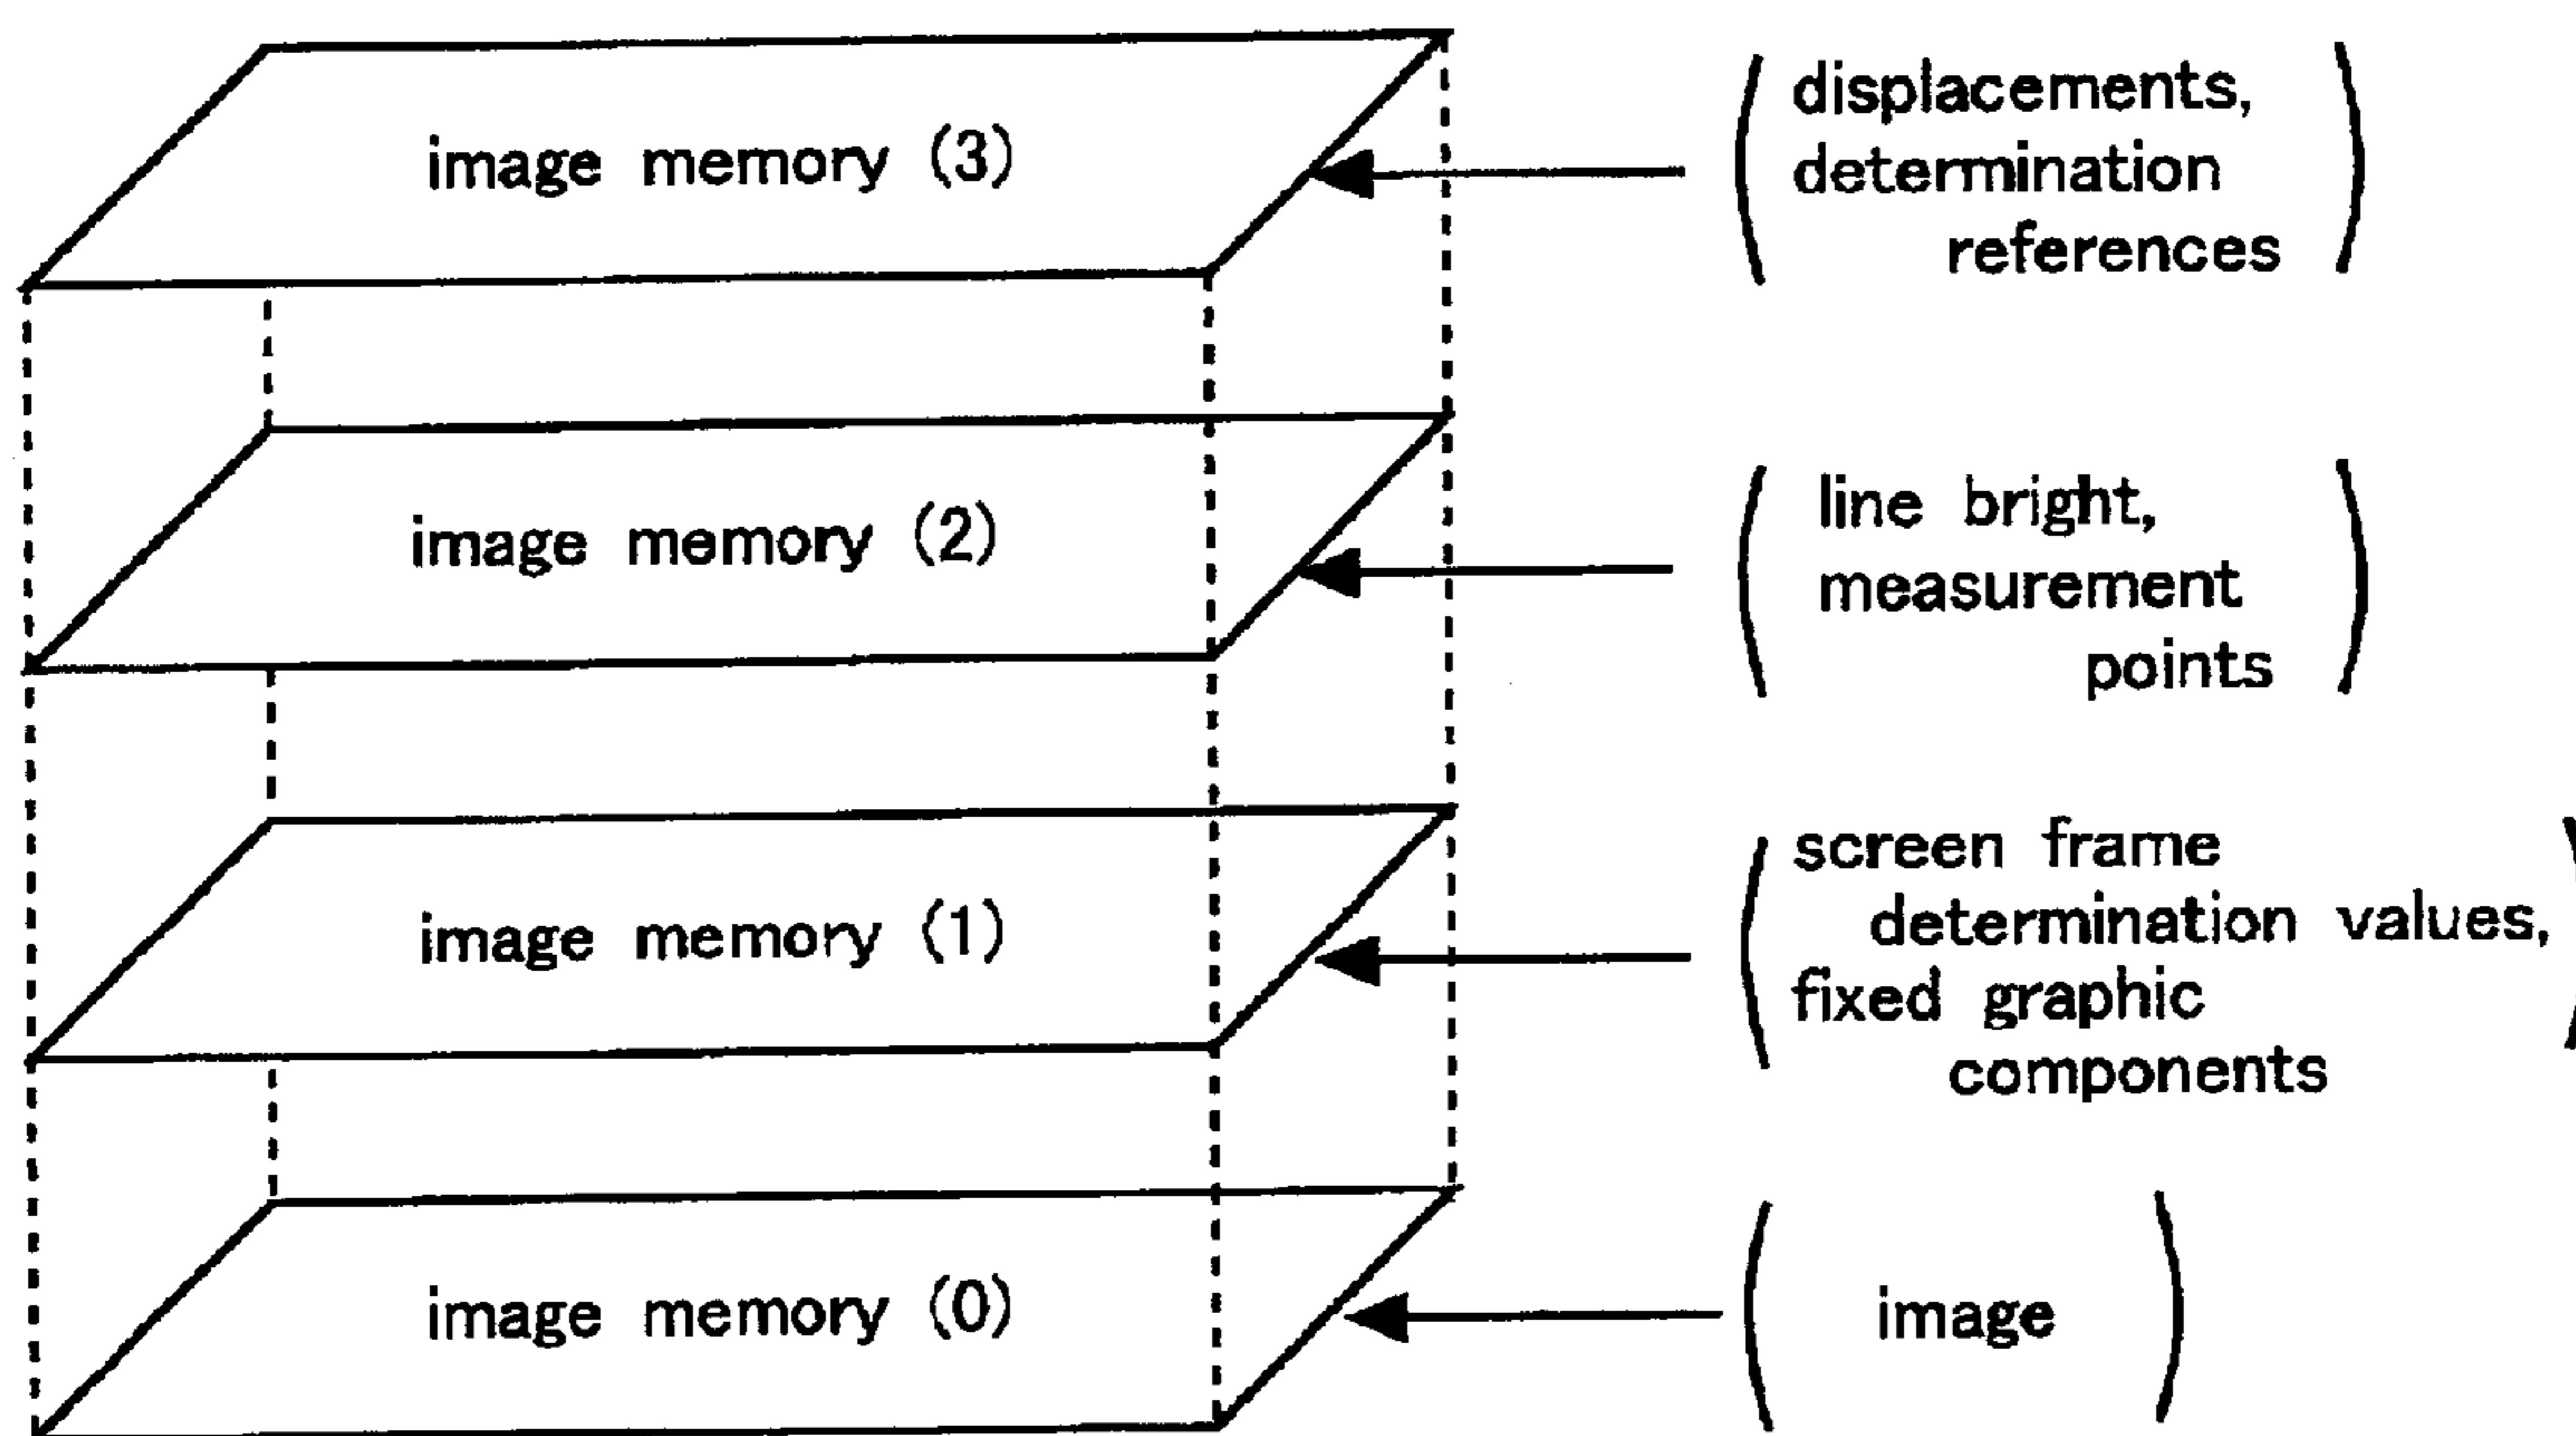 image memory (3)
displacements,
determination
references
image memory (2)
line bright,
measurement
points
image memory (1)
screen frame
determination values,
fixed graphic
components
image memory (0)
image